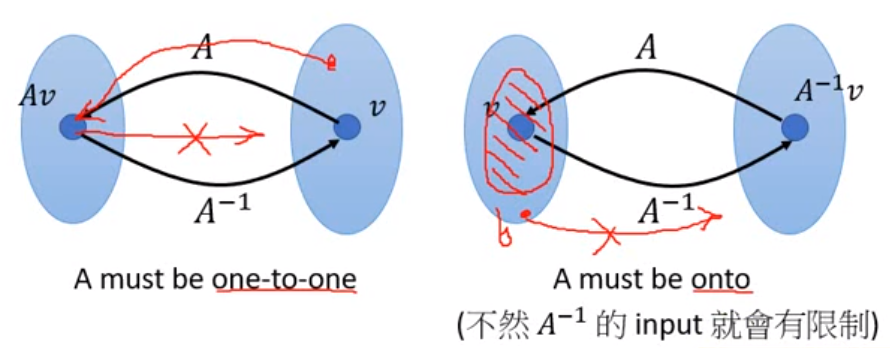 A
Av
v
A⁻¹
A must be one-to-one
A
v
A⁻¹v
A⁻¹
b
A must be onto
(不然 A⁻¹ 的 input 就會有限制)